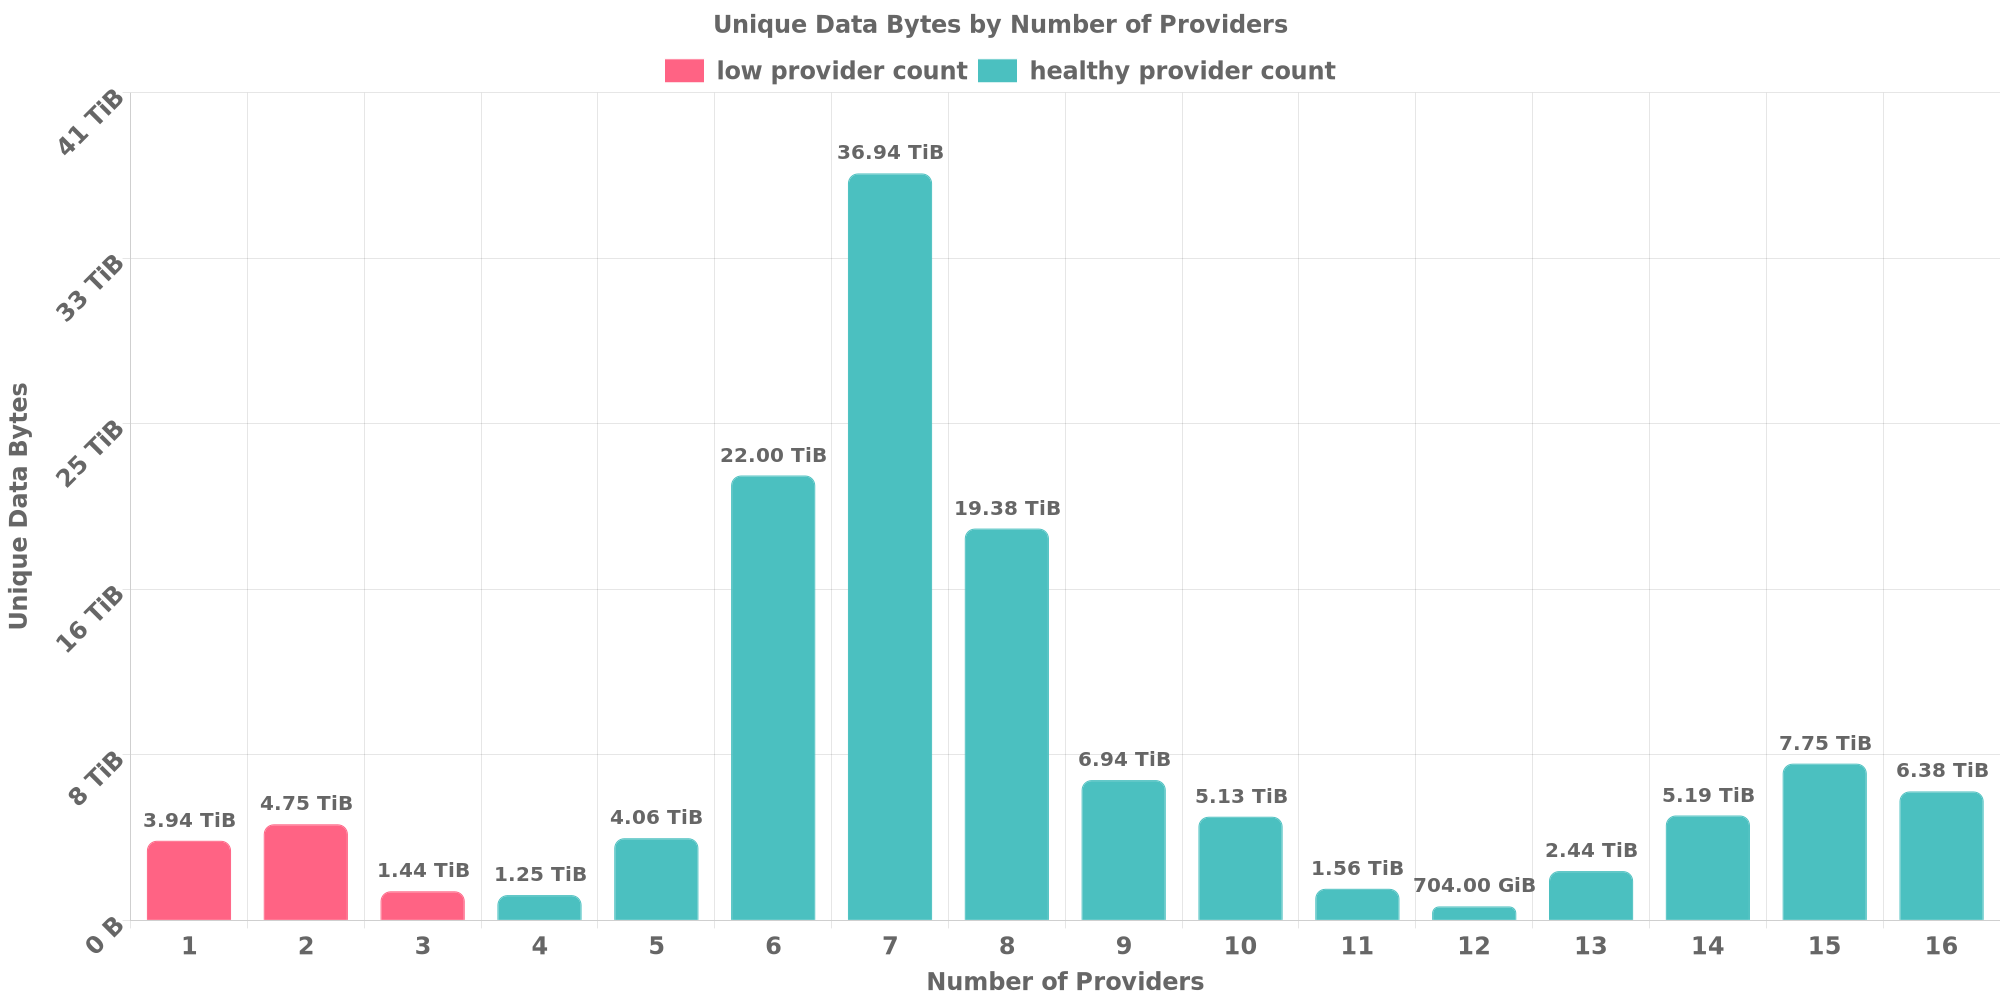 Unique Data Bytes by Number of Providers
low provider count healthy provider count
41 TiB
33 TiB
25 TiB
16 TiB
8 TiB
0 B
Unique Data Bytes
3.94 TiB
4.75 TiB
1.44 TiB
1.25 TiB
4.06 TiB
22.00 TiB
36.94 TiB
19.38 TiB
6.94 TiB
5.13 TiB
1.56 TiB
704.00 GiB
2.44 TiB
5.19 TiB
7.75 TiB
6.38 TiB
1 2 3 4 5 6 7 8 9 10 11 12 13 14 15 16
Number of Providers